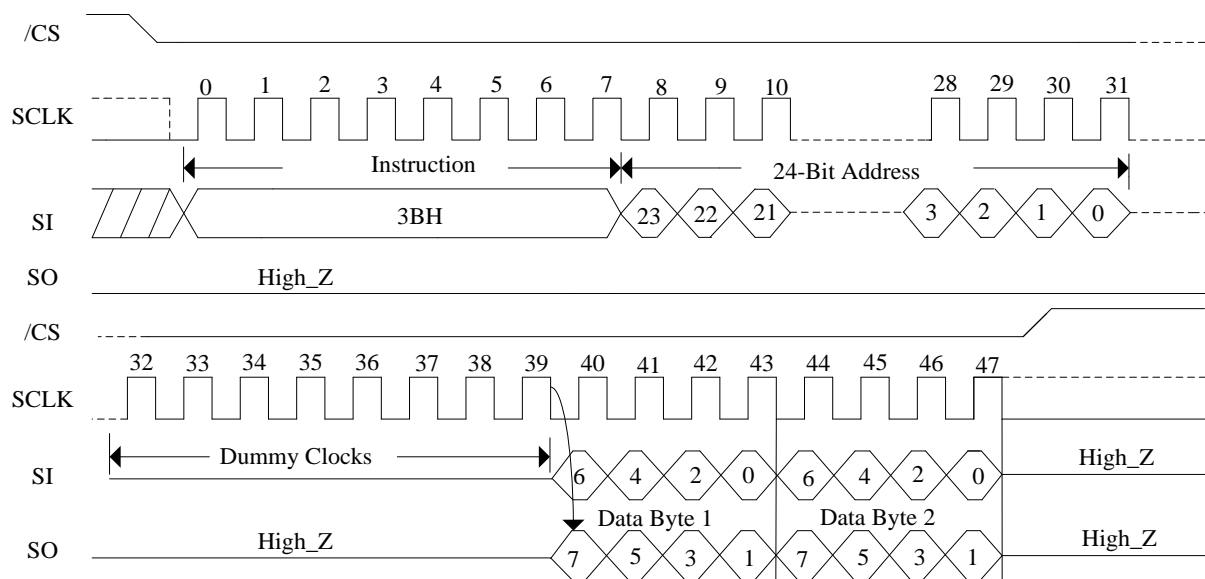 /CS
0 1 2 3 4 5 6 7 8 9 10 28 29 30 31
SCLK
Instruction 24-Bit Address
SI 3BH 23 22 21 3 2 1 0
SO High_Z
/CS
32 33 34 35 36 37 38 39 40 41 42 43 44 45 46 47
SCLK
Dummy Clocks
SI 6 4 2 0 6 4 2 0 High_Z
Data Byte 1 Data Byte 2
SO High_Z 7 5 3 1 7 5 3 1 High_Z